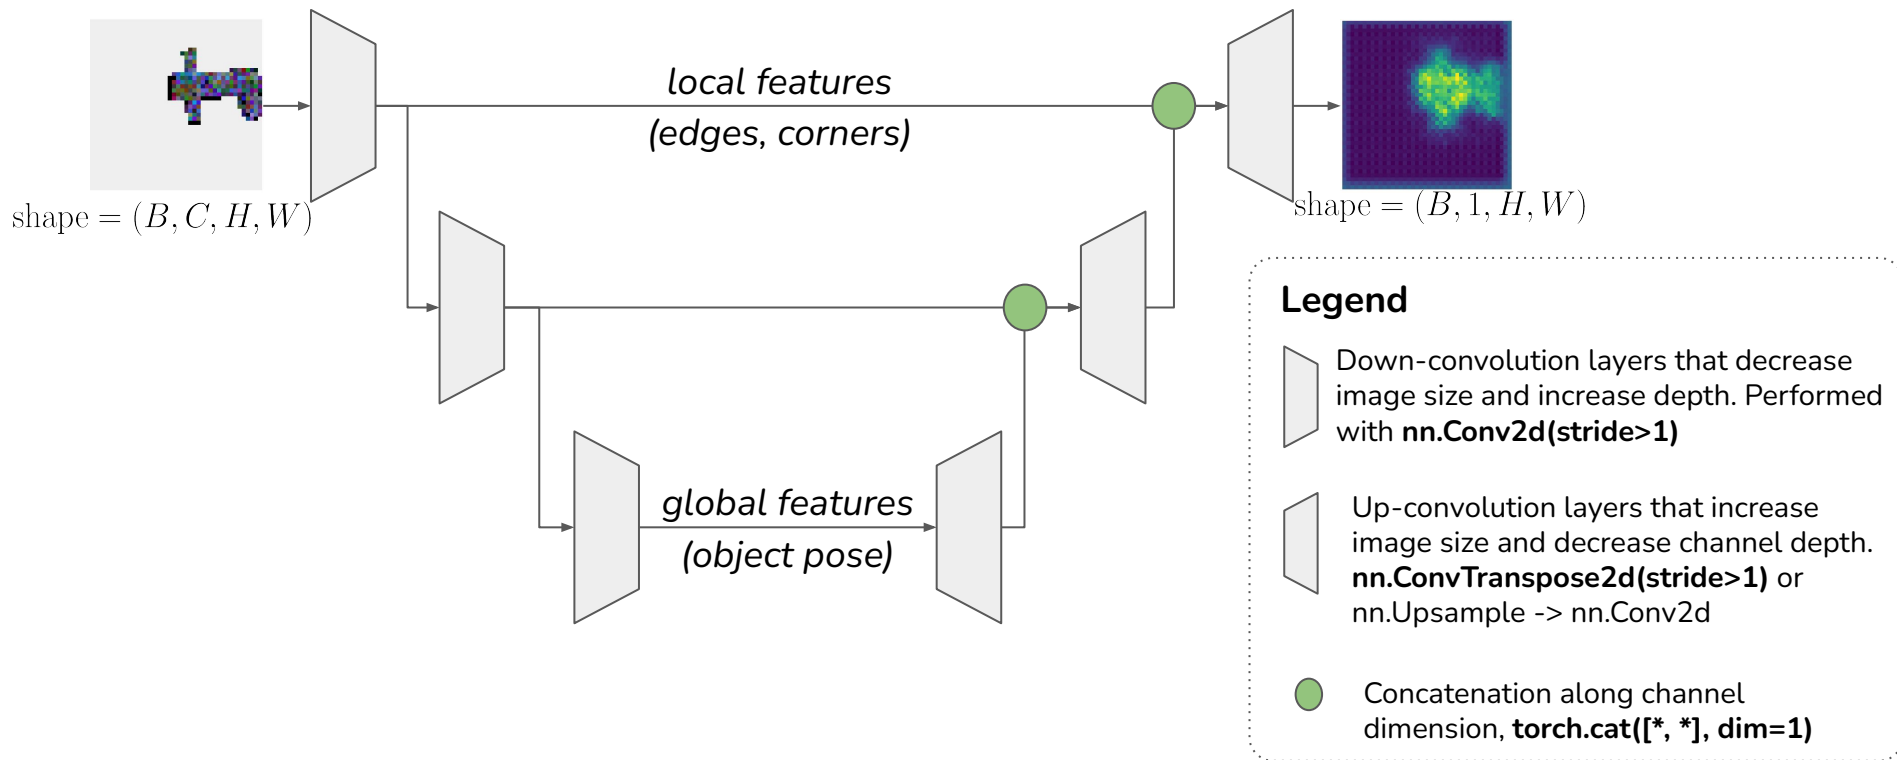 local features
(edges, corners)
shape = (B, C, H, W)
shape = (B, 1, H, W)
global features
(object pose)
Legend
Down-convolution layers that decrease
image size and increase depth. Performed
with nn.Conv2d(stride>1)
Up-convolution layers that increase
image size and decrease channel depth.
nn.ConvTranspose2d(stride>1) or
nn.Upsample -> nn.Conv2d
Concatenation along channel
dimension, torch.cat([*, *], dim=1)